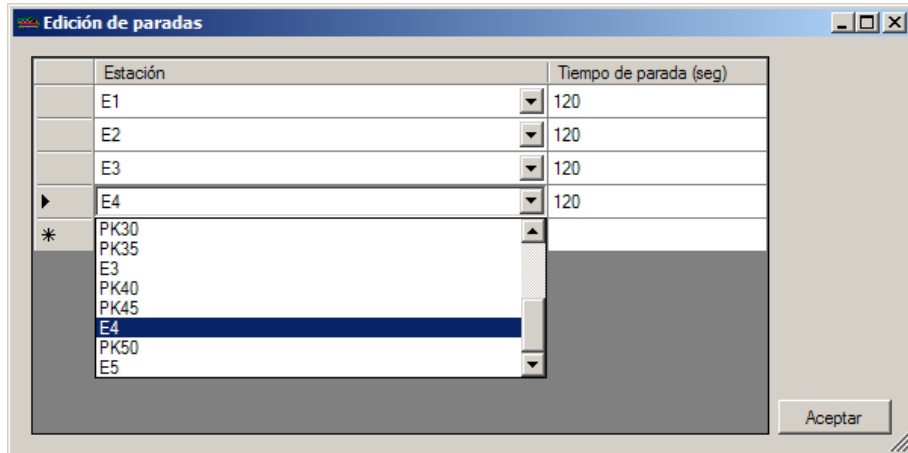 Edición de paradas
Estación Tiempo de parada (seg)
E1 120
E2 120
E3 120
E4 120
PK30
PK35
E3
PK40
PK45
E4
PK50
E5
Aceptar